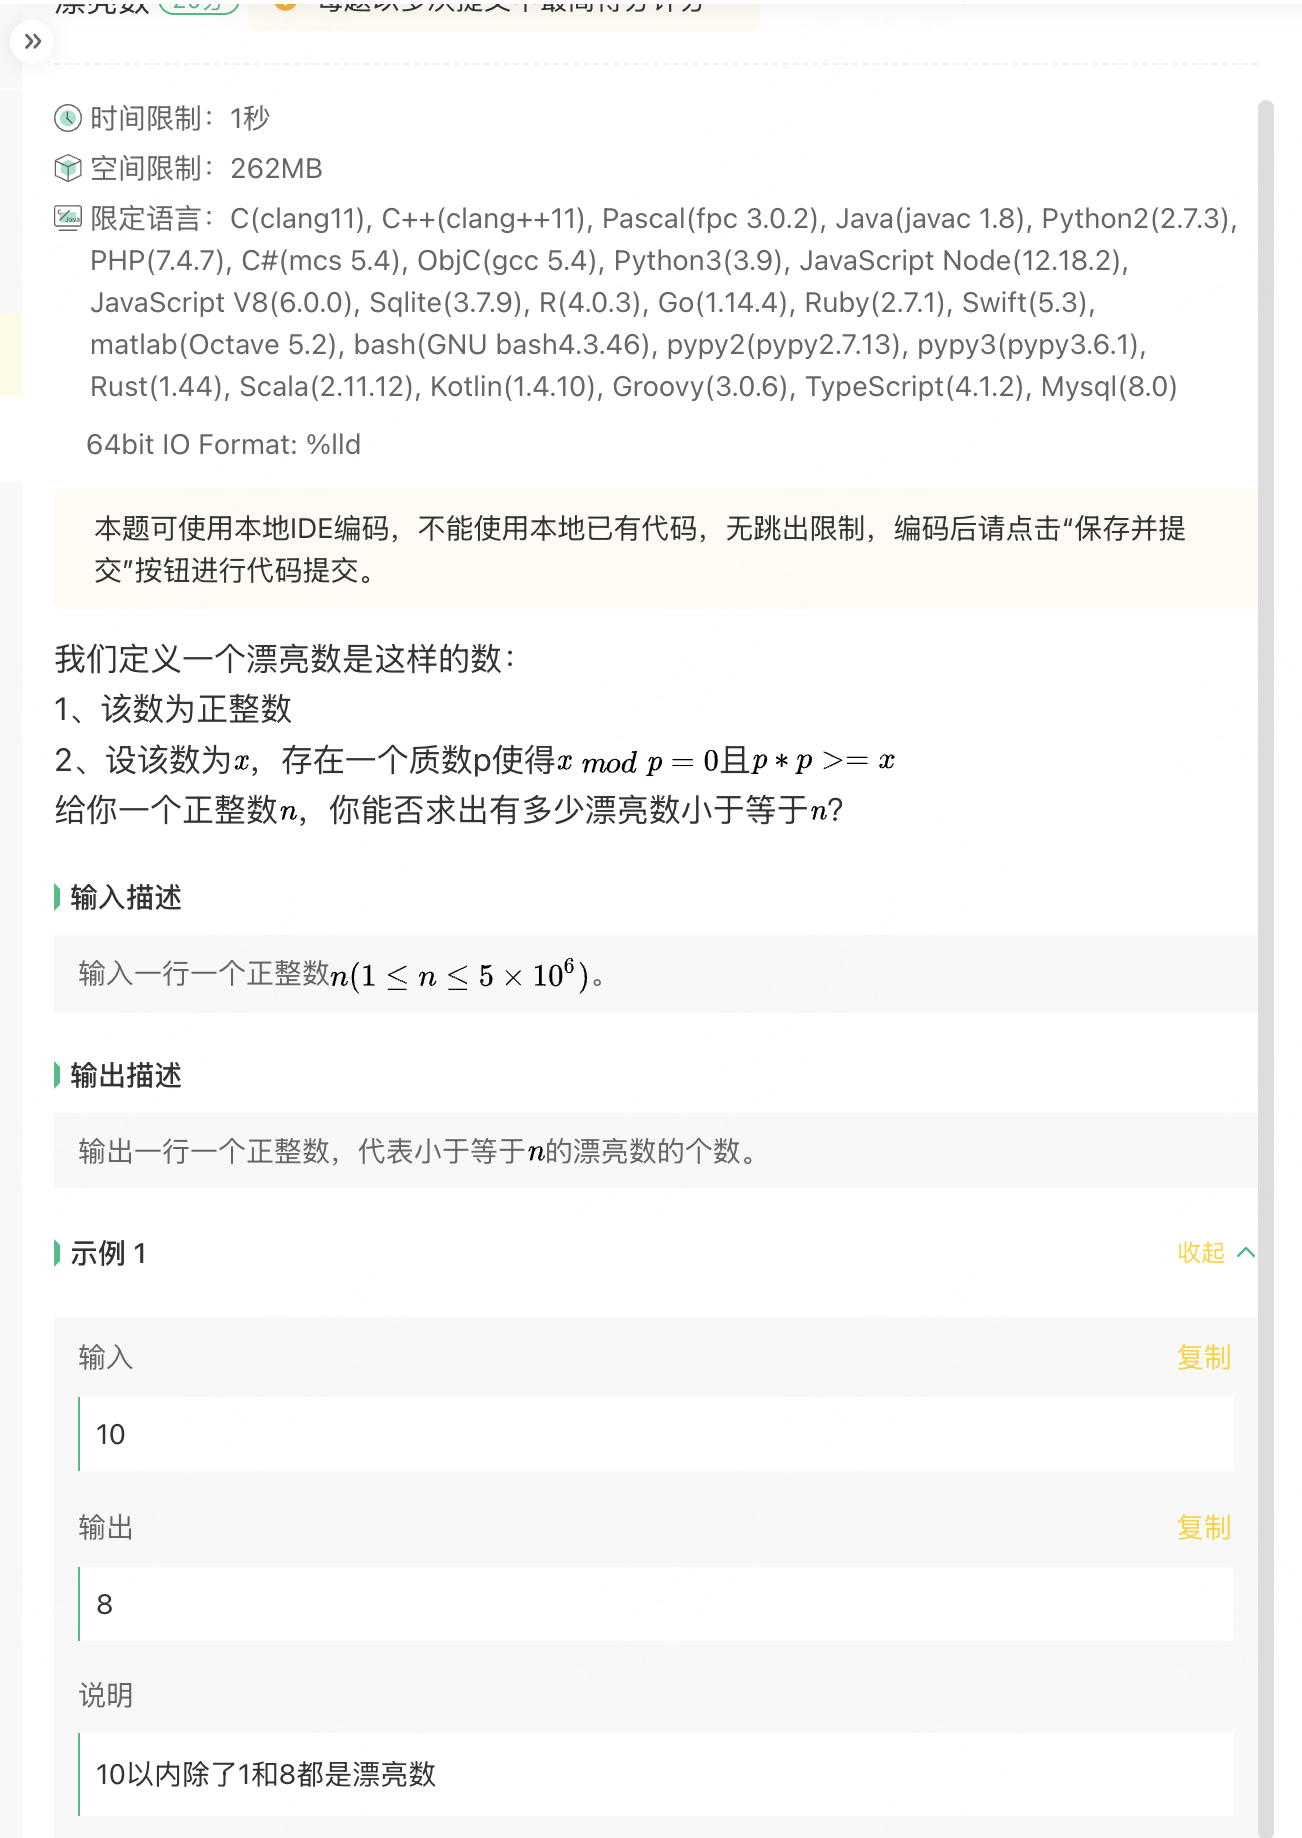 漂亮数
时间限制：1秒
空间限制：262MB
限定语言：C(clang11), C++(clang++11), Pascal(fpc 3.0.2), Java(javac 1.8), Python2(2.7.3),
PHP(7.4.7), C#(mcs 5.4), ObjC(gcc 5.4), Python3(3.9), JavaScript Node(12.18.2),
JavaScript V8(6.0.0), Sqlite(3.7.9), R(4.0.3), Go(1.14.4), Ruby(2.7.1), Swift(5.3),
matlab(Octave 5.2), bash(GNU bash4.3.46), pypy2(pypy2.7.13), pypy3(pypy3.6.1),
Rust(1.44), Scala(2.11.12), Kotlin(1.4.10), Groovy(3.0.6), TypeScript(4.1.2), Mysql(8.0)
64bit IO Format: %lld
本题可使用本地IDE编码，不能使用本地已有代码，无跳出限制，编码后请点击“保存并提
交”按钮进行代码提交。
我们定义一个漂亮数是这样的数：
1、该数为正整数
2、设该数为x，存在一个质数p使得x mod p = 0且p * p >= x
给你一个正整数n，你能否求出有多少漂亮数小于等于n?
输入描述
输入一行一个正整数n(1 ≤ n ≤ 5 × 10⁶)。
输出描述
输出一行一个正整数，代表小于等于n的漂亮数的个数。
示例 1
收起
输入
复制
10
输出
复制
8
说明
10以内除了1和8都是漂亮数